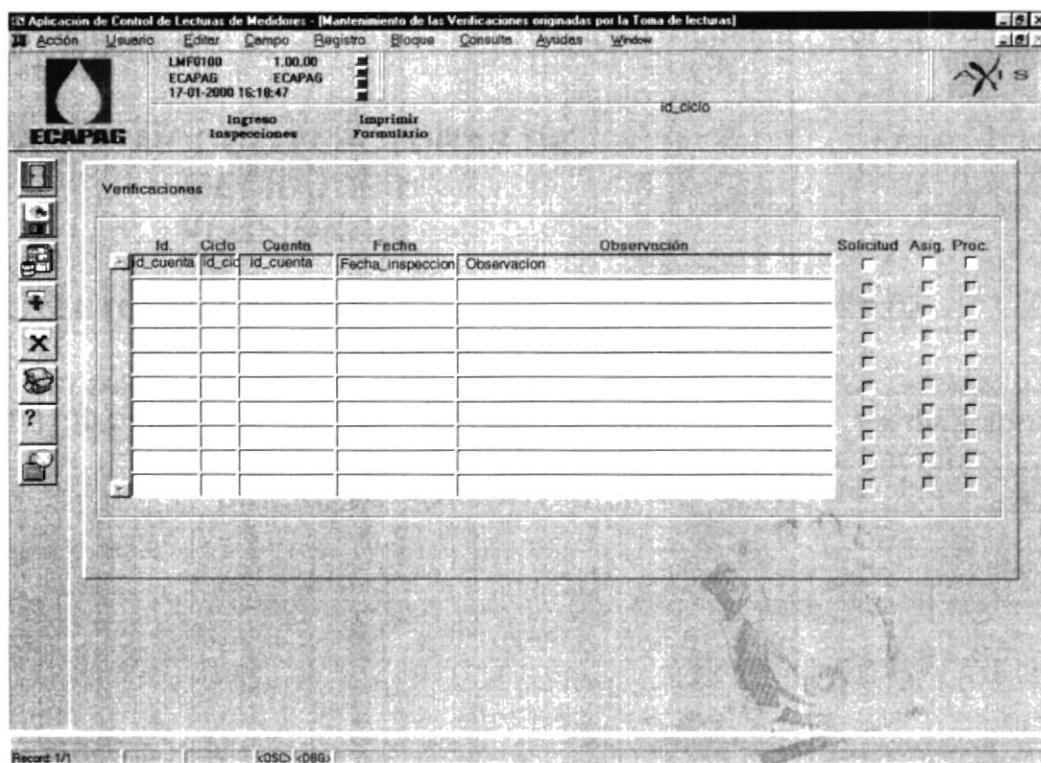 Aplicación de Control de Lecturas de Medidores - [Mantenimiento de las Verificaciones originadas por la Toma de lecturas]
Acción Usuario Editar Campo Registro Bloque Consulta Ayudas Window
LMF0100 1.00.00
ECAPAG ECAPAG
17-01-2000 16:18:47
AXIS
id_ciclo
ECAPAG
Ingreso Inspecciones
Imprimir Formulario
Verificaciones
Id. Ciclo Cuenta Fecha Observación Solicitud Asig. Proc.
id_cuenta id_cic id_cuenta Fecha_inspeccion Observacion
?
Record: 1/1 <OSC> <DBG>